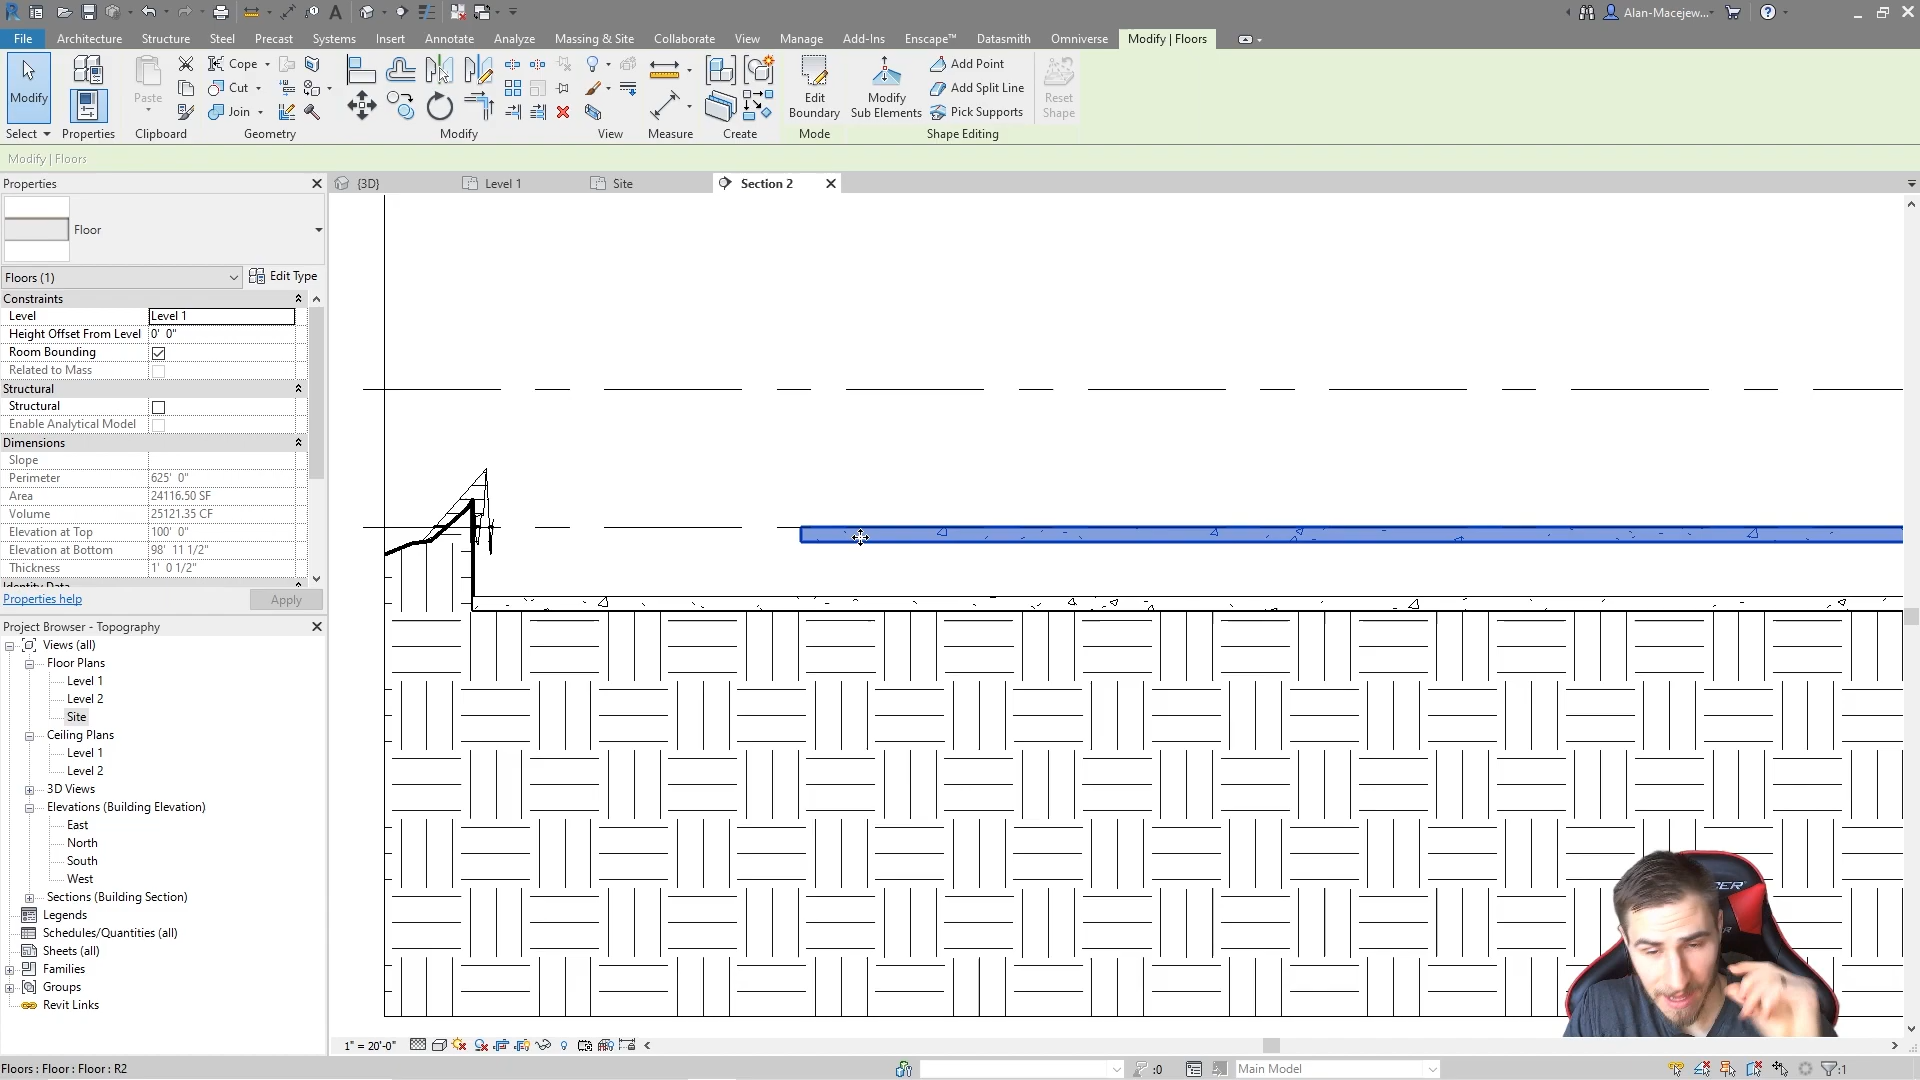 Alan-Macejew...
File Architecture Structure Steel Precast Systems Insert Annotate Analyze Massing & Site Collaborate View Manage Add-Ins Enscape™ Datasmith Omniverse Modify | Floors
Modify
Paste
Cope
Cut
Join
Edit
Boundary
Modify
Sub Elements
Add Point
Add Split Line
Pick Supports
Reset
Shape
Select Properties Clipboard Geometry Modify View Measure Create Mode Shape Editing
Modify | Floors
Properties
{3D} Level 1 Site Section 2
Floor
Floors (1) Edit Type
Constraints
Level Level 1
Height Offset From Level 0' 0"
Room Bounding
Related to Mass
Structural
Structural
Enable Analytical Model
Dimensions
Slope
Perimeter 625' 0"
Area 24116.50 SF
Volume 25121.35 CF
Elevation at Top 100' 0"
Elevation at Bottom 98' 11 1/2"
Thickness 1' 0 1/2"
Identity Data
Properties help Apply
Project Browser - Topography
Views (all)
Floor Plans
Level 1
Level 2
Site
Ceiling Plans
Level 1
Level 2
3D Views
Elevations (Building Elevation)
East
North
South
West
Sections (Building Section)
Legends
Schedules/Quantities (all)
Sheets (all)
Families
Groups
Revit Links
1" = 20'-0"
Floors : Floor : Floor : R2
:0
Main Model
:1